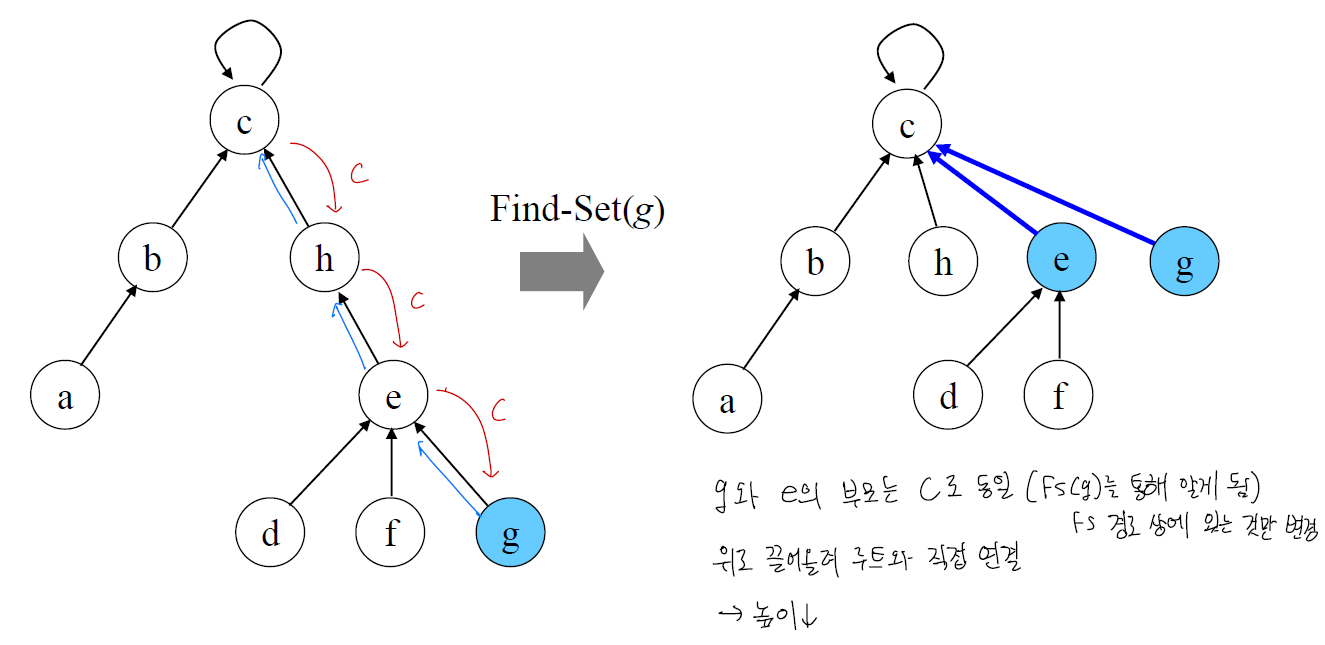 c
c
C
Find-Set(g)
b
h
b
h
e
g
C
a
e
a
d
f
C
d
f
g
g와 e의 부모는 C로 동일 (FS(g)를 통해 알게 됨)
FS 경로 상에 있는 것만 변경
위로 끌어올려 루트와 직접 연결
→ 높이↓